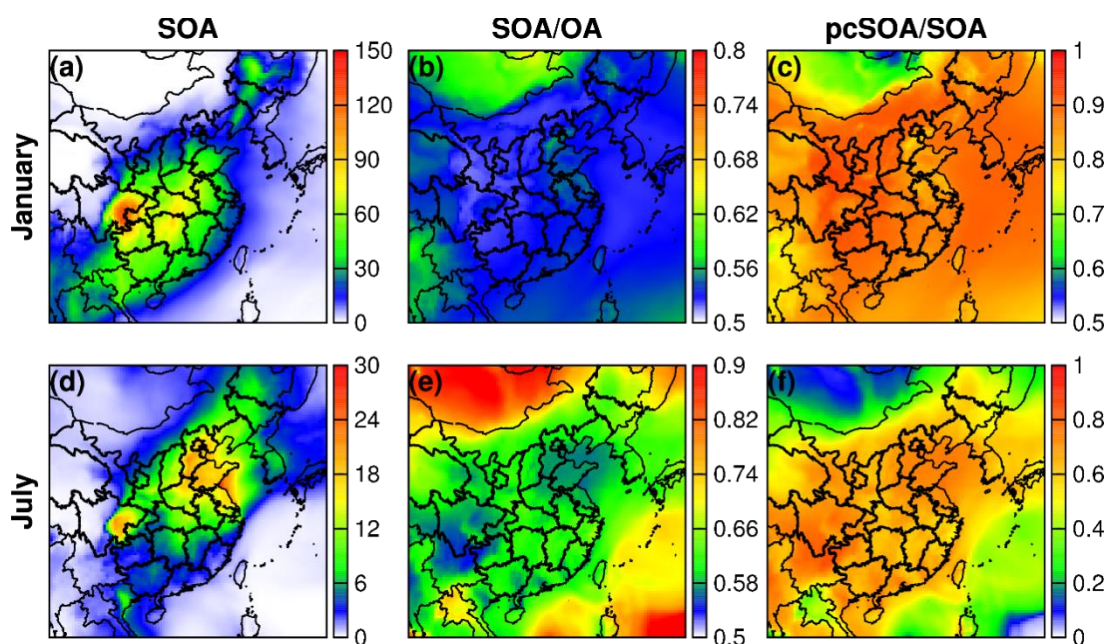 SOA SOA/OA pcSOA/SOA
January
(a) 150 120 90 60 30 0
(b) 0.8 0.74 0.68 0.62 0.56 0.5
(c) 1 0.9 0.8 0.7 0.6 0.5
July
(d) 30 24 18 12 6 0
(e) 0.9 0.82 0.74 0.66 0.58 0.5
(f) 1 0.8 0.6 0.4 0.2 0